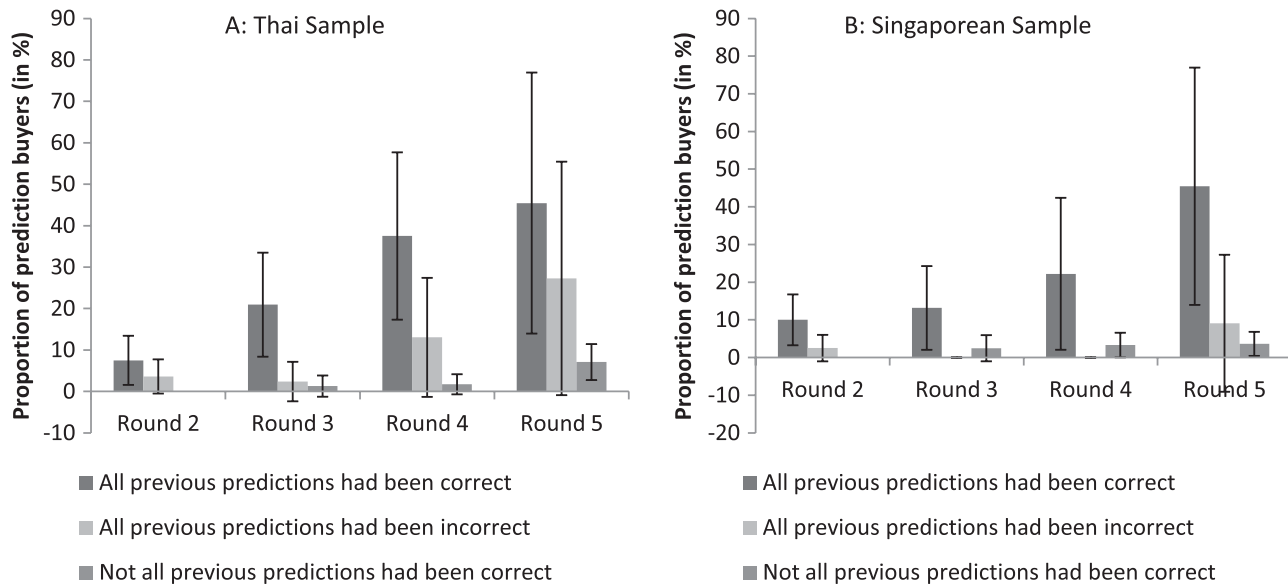 A: Thai Sample
Proportion of prediction buyers (in %)
90
80
70
60
50
40
30
20
10
0
-10
Round 2 Round 3 Round 4 Round 5
All previous predictions had been correct
All previous predictions had been incorrect
Not all previous predictions had been correct
B: Singaporean Sample
Proportion of prediction buyers (in %)
90
80
70
60
50
40
30
20
10
0
-10
-20
Round 2 Round 3 Round 4 Round 5
All previous predictions had been correct
All previous predictions had been incorrect
Not all previous predictions had been correct